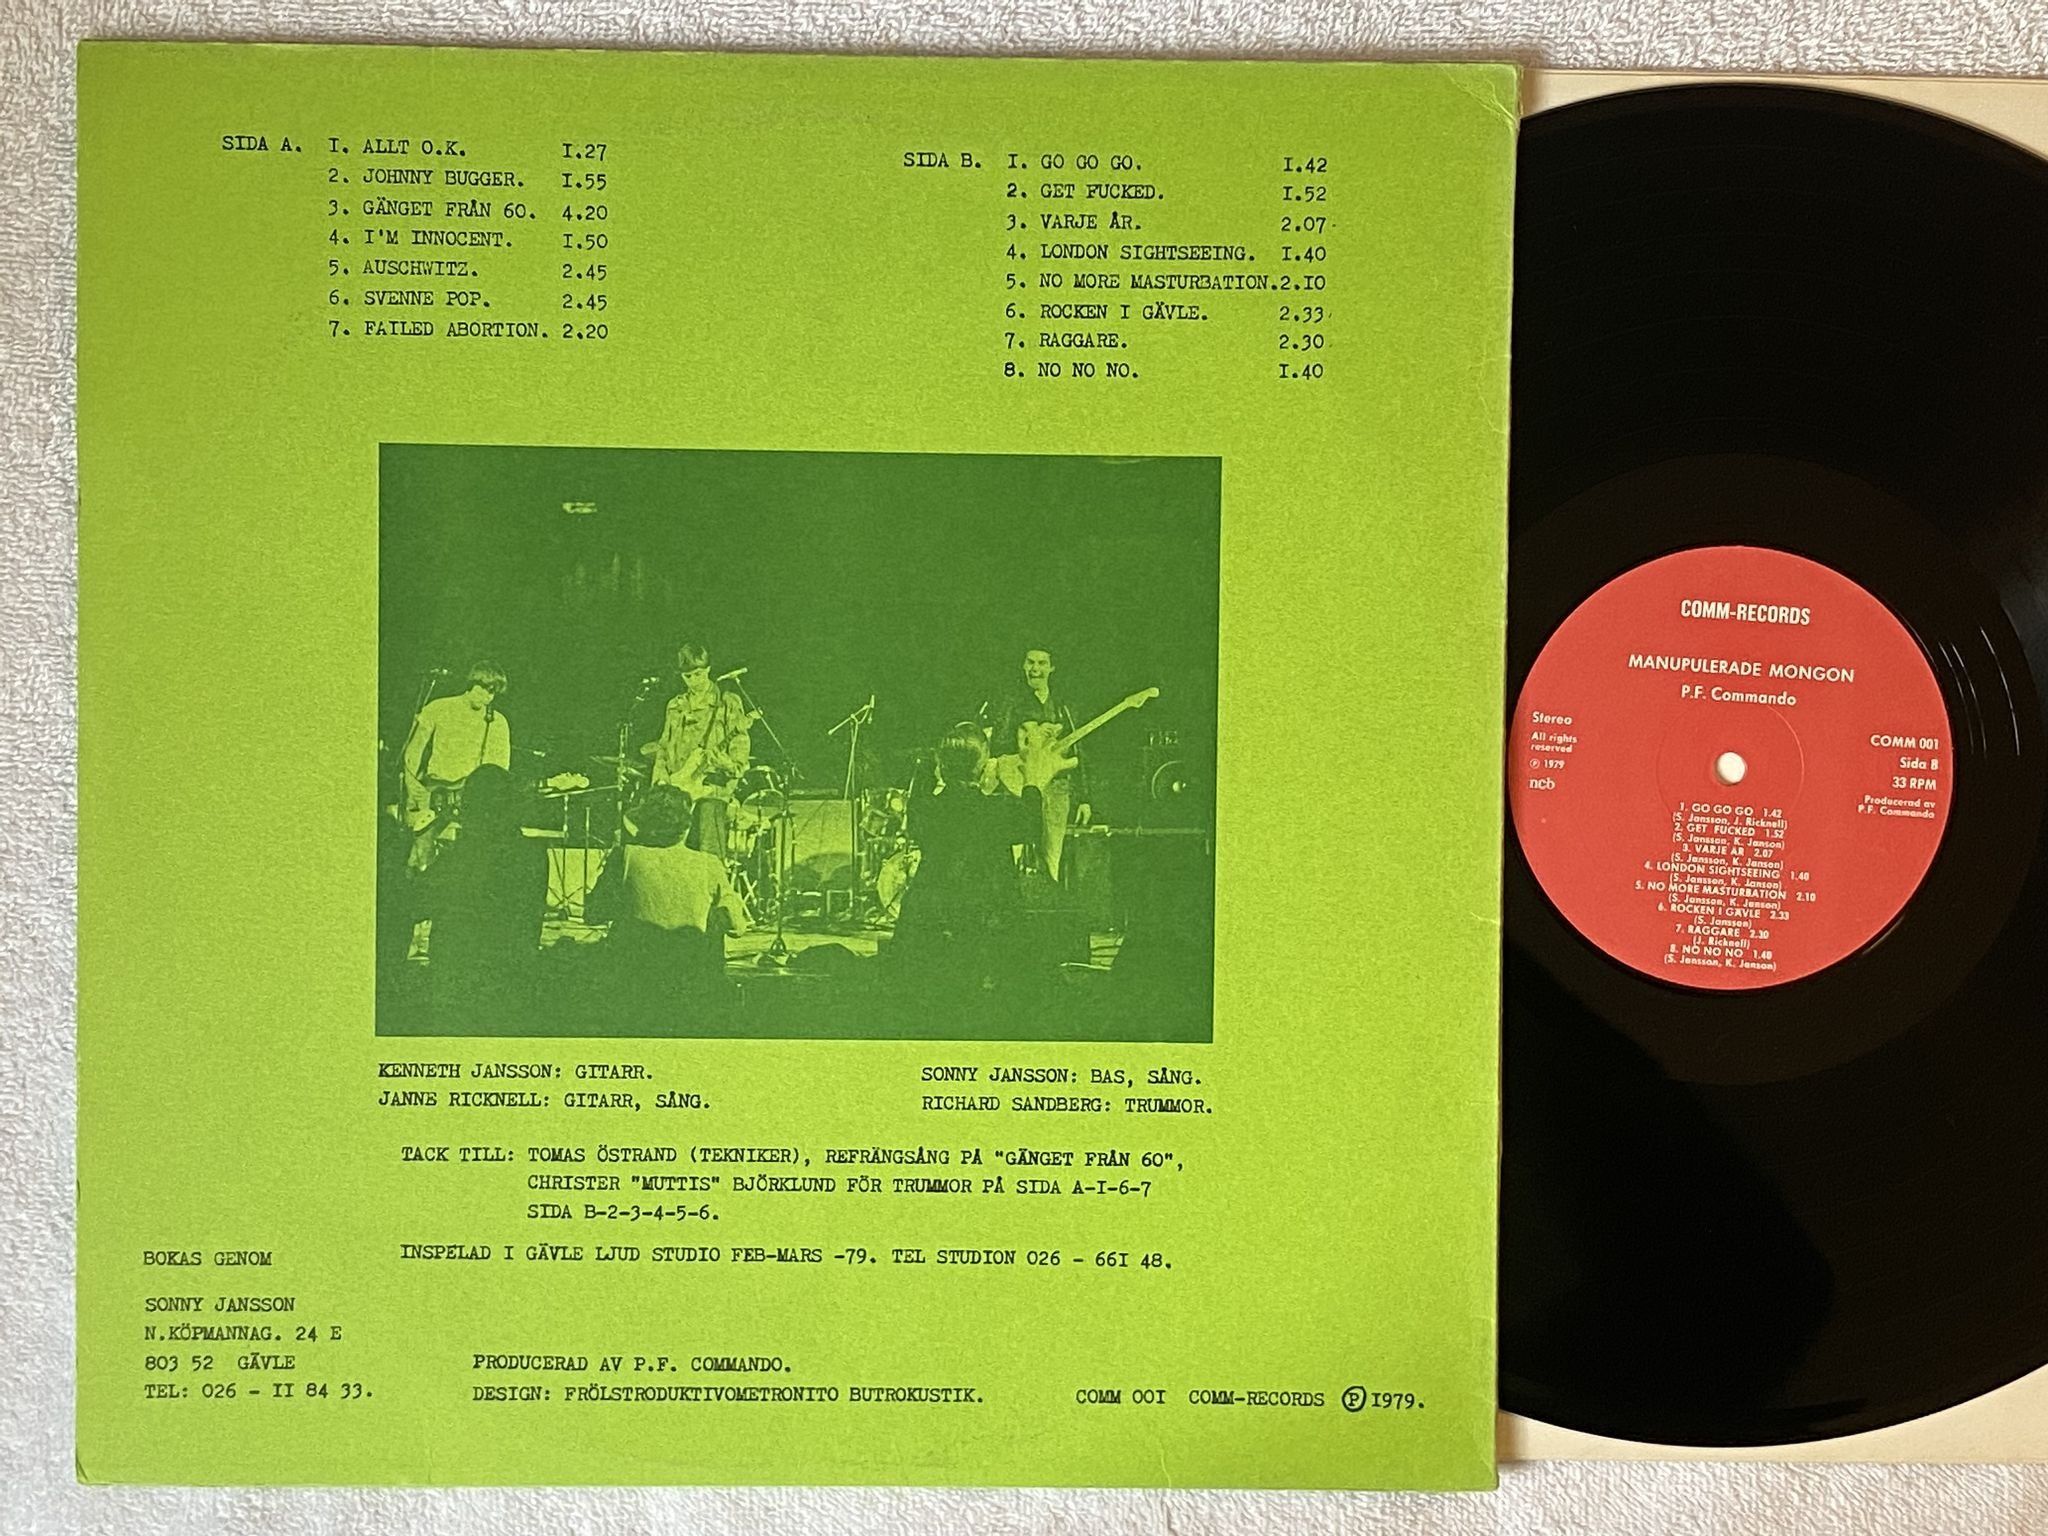 SIDA A. I. ALLT O.K. I.27
2. JOHNNY BUGGER. I.55
3. GÄNGET FRÅN 60. 4.20
4. I'M INNOCENT. I.50
5. AUSCHWITZ. 2.45
6. SVENNE POP. 2.45
7. FAILED ABORTION. 2.20
SIDA B. I. GO GO GO. I.42
2. GET FUCKED. I.52
3. VARJE ÅR. 2.07
4. LONDON SIGHTSEEING. I.40
5. NO MORE MASTURBATION.2.I0
6. ROCKEN I GÄVLE. 2.33
7. RAGGARE. 2.30
8. NO NO NO. I.40
KENNETH JANSSON: GITARR.
JANNE RICKNELL: GITARR, SÅNG.
SONNY JANSSON: BAS, SÅNG.
RICHARD SANDBERG: TRUMMOR.
TACK TILL: TOMAS ÖSTRAND (TEKNIKER), REFRÄNGSÅNG PÅ "GÄNGET FRÅN 60",
CHRISTER "MUTTIS" BJÖRKLUND FÖR TRUMMOR PÅ SIDA A-I-6-7
SIDA B-2-3-4-5-6.
INSPELAD I GÄVLE LJUD STUDIO FEB-MARS -79. TEL STUDION 026 - 66I 48.
BOKAS GENOM
SONNY JANSSON
N.KÖPMANNAG. 24 E
803 52 GÄVLE
TEL: 026 - II 84 33.
PRODUCERAD AV P.F. COMMANDO.
DESIGN: FRÖLSTRODUKTIVOMETRONITO BUTROKUSTIK.
COMM 00I COMM-RECORDS Ⓟ I979.
COMM-RECORDS
MANUPULERADE MONGON
P.F. Commando
Stereo
All rights
reserved
Ⓟ 1979
ncb
COMM 001
Sida B
33 RPM
Producerad av
P.F. Commando
1. GO GO GO 1.42
(S. Jansson, J. Ricknell)
2. GET FUCKED 1.52
(S. Jansson, K. Janson)
3. VARJE ÅR 2.07
(S. Jansson, K. Janson)
4. LONDON SIGHTSEEING 1.40
(S. Jansson, K. Janson)
5. NO MORE MASTURBATION 2.10
(S. Jansson, K. Janson)
6. ROCKEN I GÄVLE 2.33
(S. Jansson)
7. RAGGARE 2.30
(J. Ricknell)
8. NO NO NO 1.40
(S. Jansson, K. Janson)